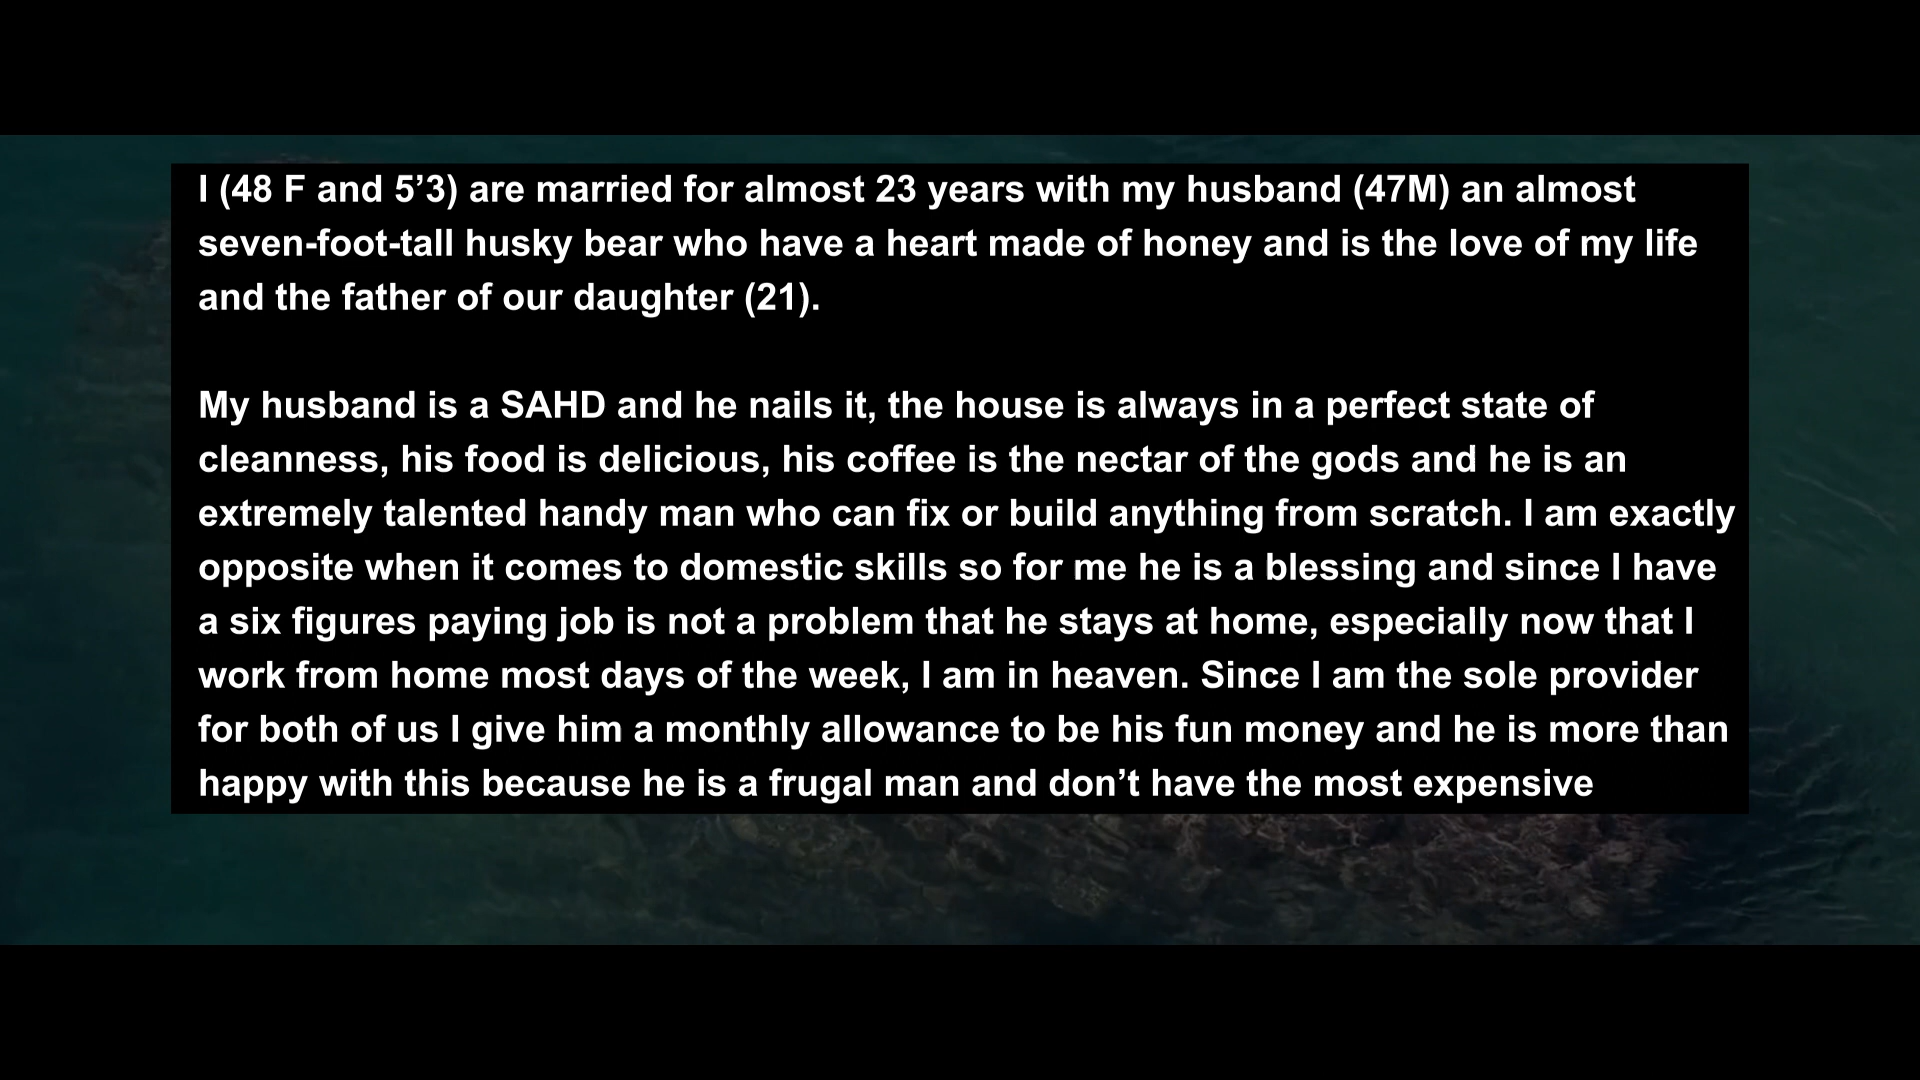 I (48 F and 5’3) are married for almost 23 years with my husband (47M) an almost
seven-foot-tall husky bear who have a heart made of honey and is the love of my life
and the father of our daughter (21).
My husband is a SAHD and he nails it, the house is always in a perfect state of
cleanness, his food is delicious, his coffee is the nectar of the gods and he is an
extremely talented handy man who can fix or build anything from scratch. I am exactly
opposite when it comes to domestic skills so for me he is a blessing and since I have
a six figures paying job is not a problem that he stays at home, especially now that I
work from home most days of the week, I am in heaven. Since I am the sole provider
for both of us I give him a monthly allowance to be his fun money and he is more than
happy with this because he is a frugal man and don’t have the most expensive